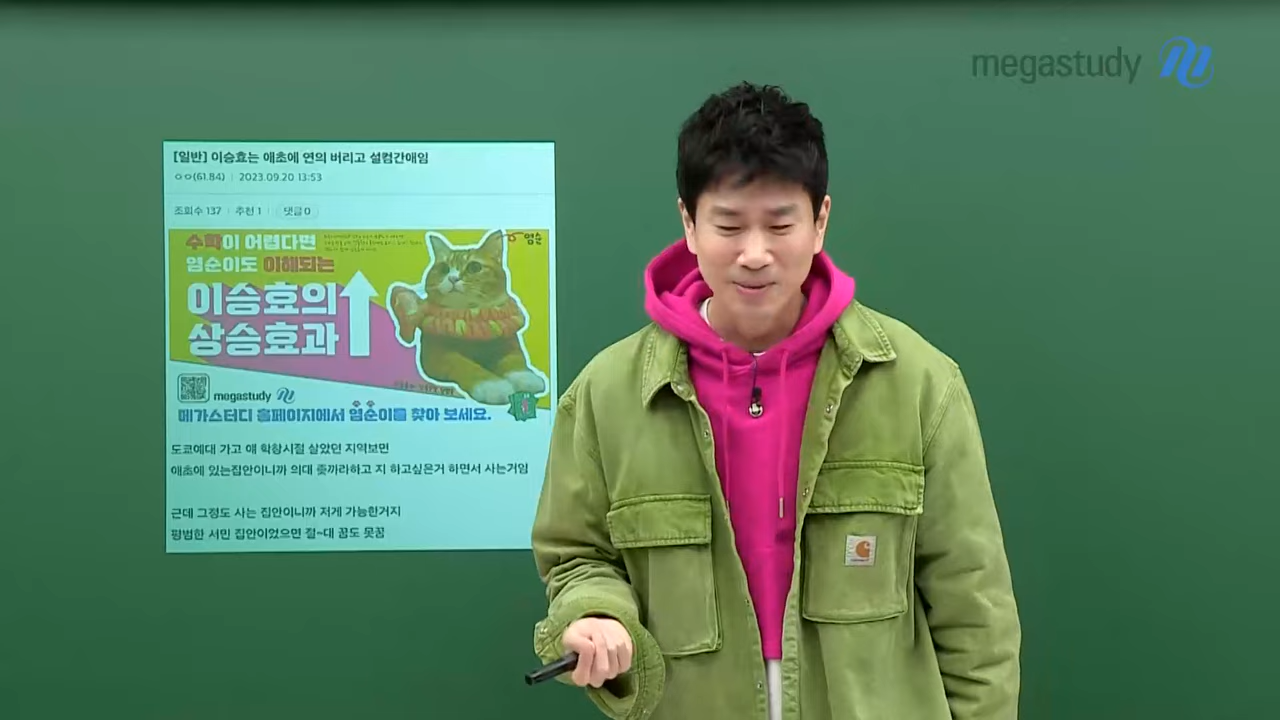 megastudy
[일반] 이승효는 애초에 연의 버리고 설컴간애임
ㅇㅇ(61.84) | 2023.09.20 13:53
조회수 137 | 추천 1 | 댓글 0
수학이 어렵다면
염순이도 이해되는
이승효의
상승효과
염순
megastudy
메가스터디 홈페이지에서 염순이를 찾아 보세요.
도쿄예대 가고 얘 학창시절 살았던 지역보면
애초에 있는집안이니까 의대 좆까라하고 지 하고싶은거 하면서 사는거임
근데 그정도 사는 집안이니까 저게 가능한거지
평범한 서민 집안이었으면 절~대 꿈도 못꿈